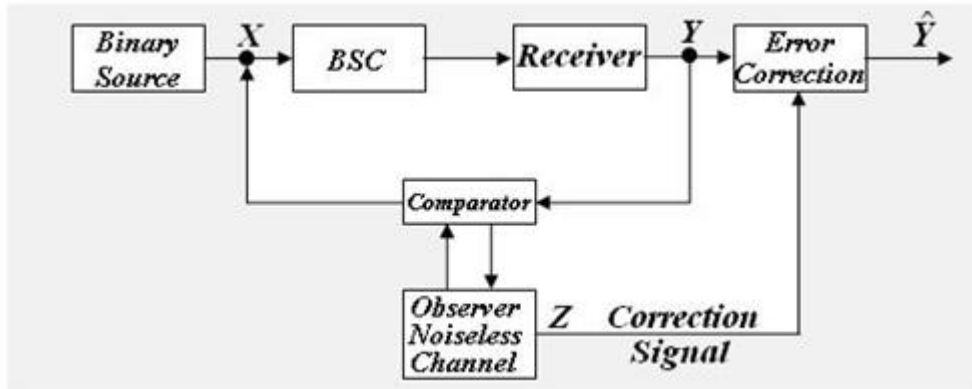 Binary
Source
X
BSC
Receiver
Y
Error
Correction
Ŷ
Comparator
Observer
Noiseless
Channel
Z Correction
Signal